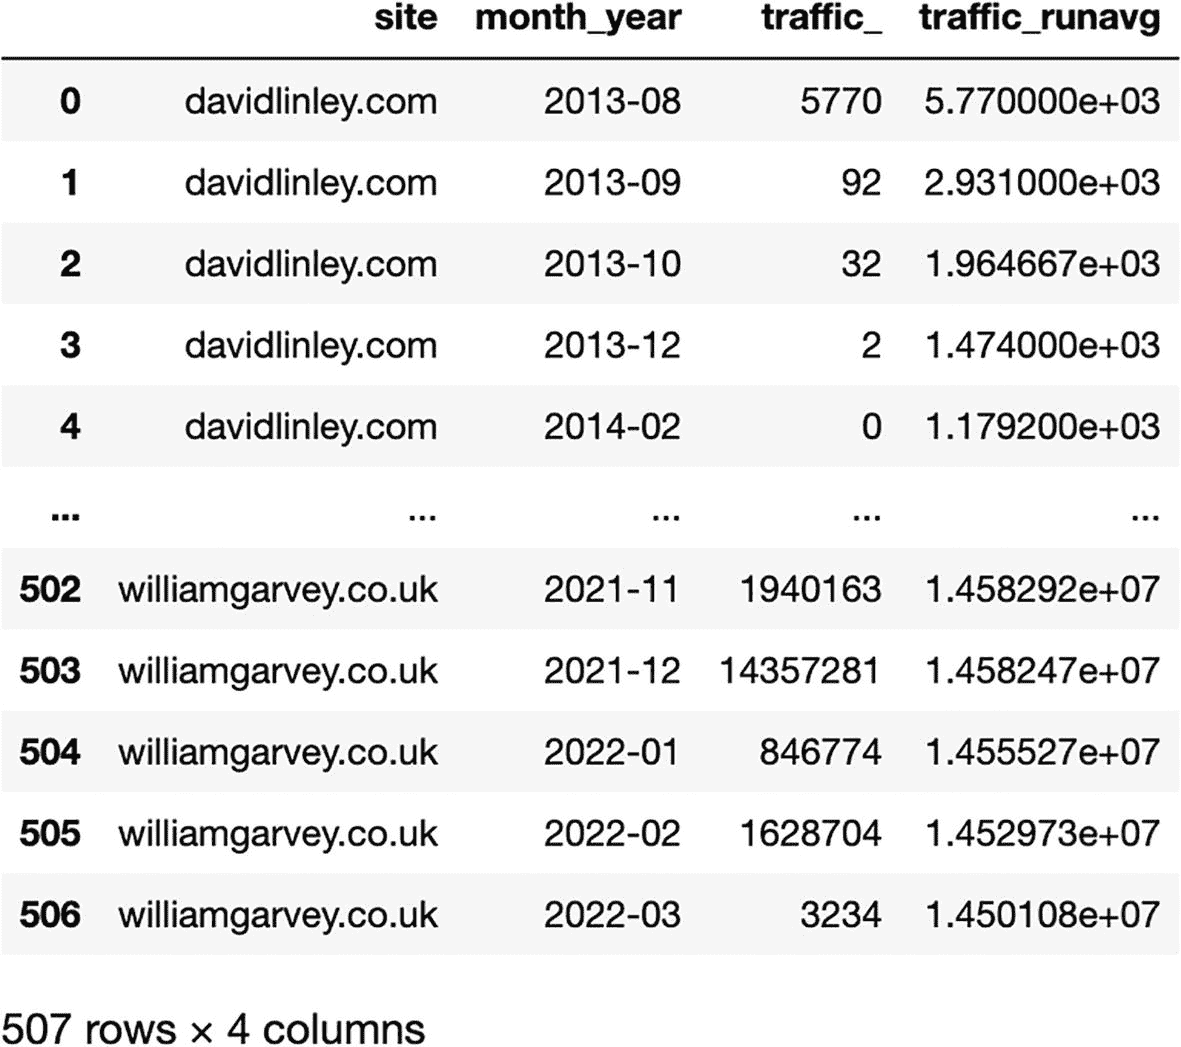 site month_year traffic_ traffic_runavg
0 davidlinley.com 2013-08 5770 5.770000e+03
1 davidlinley.com 2013-09 92 2.931000e+03
2 davidlinley.com 2013-10 32 1.964667e+03
3 davidlinley.com 2013-12 2 1.474000e+03
4 davidlinley.com 2014-02 0 1.179200e+03
... ... ... ... ...
502 williamgarvey.co.uk 2021-11 1940163 1.458292e+07
503 williamgarvey.co.uk 2021-12 14357281 1.458247e+07
504 williamgarvey.co.uk 2022-01 846774 1.455527e+07
505 williamgarvey.co.uk 2022-02 1628704 1.452973e+07
506 williamgarvey.co.uk 2022-03 3234 1.450108e+07
507 rows × 4 columns